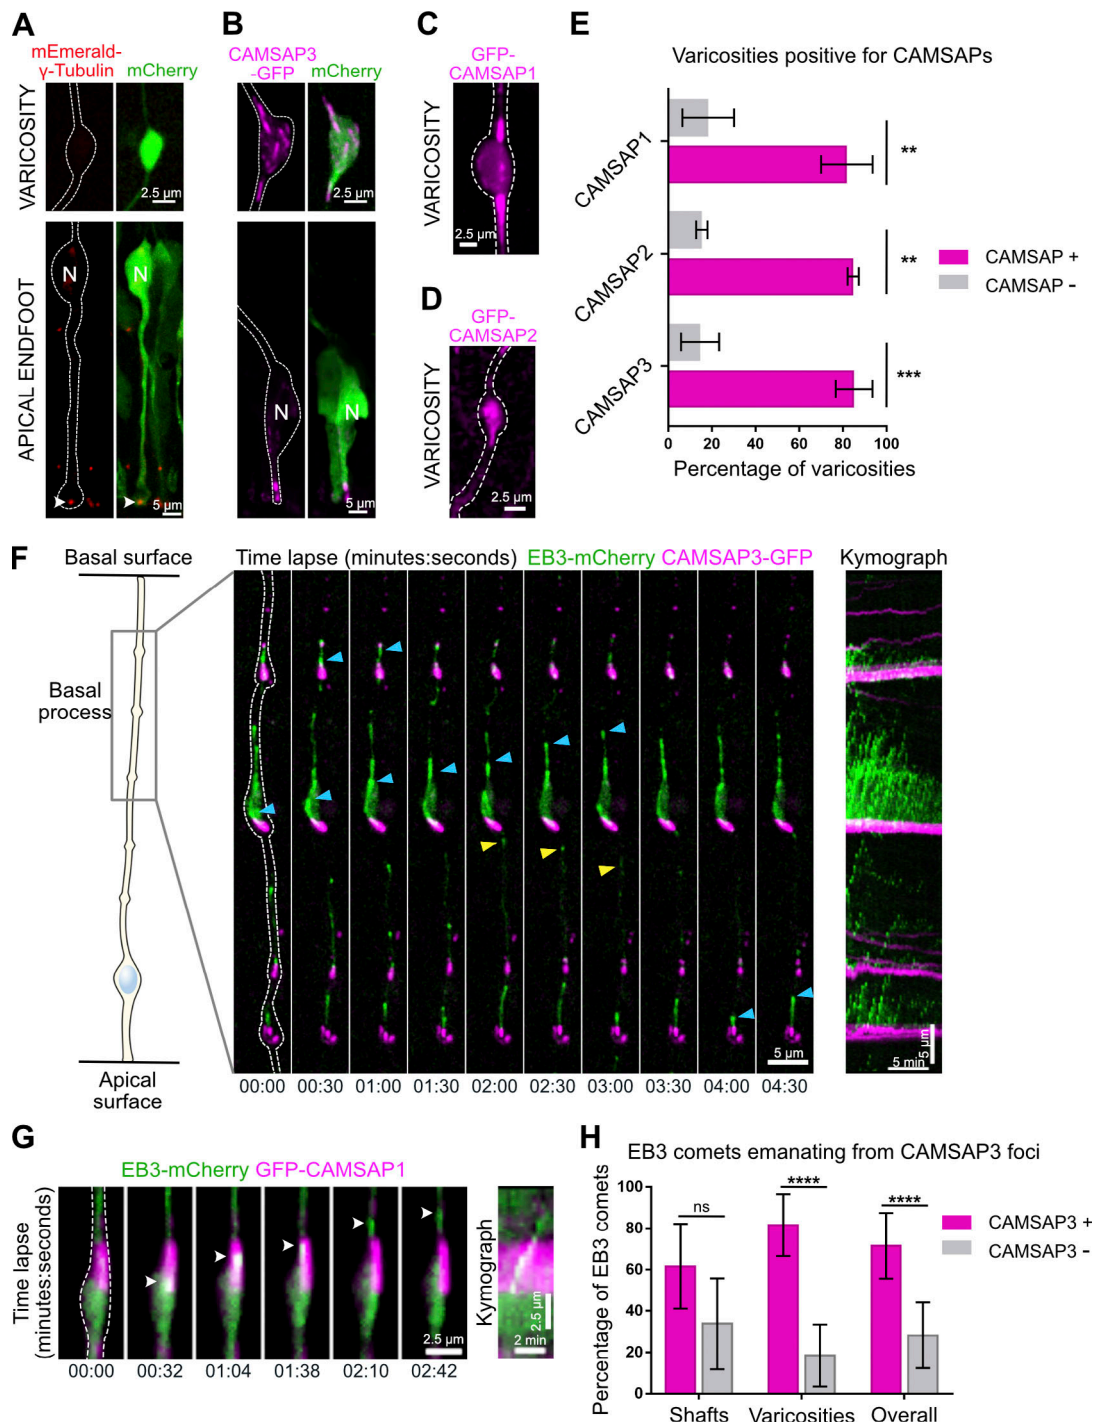 A
mEmerald-
γ-Tubulin
mCherry
VARICOSITY
2.5 µm
APICAL ENDFOOT
N
N
5 µm
B
CAMSAP3
-GFP
mCherry
2.5 µm
N
N
5 µm
C
GFP-
CAMSAP1
VARICOSITY
2.5 µm
D
GFP-
CAMSAP2
VARICOSITY
2.5 µm
E
Varicosities positive for CAMSAPs
CAMSAP1
**
CAMSAP2
**
CAMSAP3
***
0 20 40 60 80 100
Percentage of varicosities
CAMSAP +
CAMSAP -
F
Basal surface
Basal
process
Apical
surface
Time lapse (minutes:seconds) EB3-mCherry CAMSAP3-GFP
Kymograph
5 µm
00:00 00:30 01:00 01:30 02:00 02:30 03:00 03:30 04:00 04:30
5 min
5 µm
G
EB3-mCherry GFP-CAMSAP1
Time lapse
(minutes:seconds)
2.5 µm
00:00 00:32 01:04 01:38 02:10 02:42
Kymograph
2.5 µm
2 min
H
EB3 comets emanating from CAMSAP3 foci
Percentage of EB3 comets
100
80
60
40
20
0
ns
****
****
Shafts Varicosities Overall
CAMSAP3 +
CAMSAP3 -